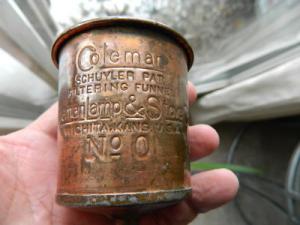 Coleman
SCHUYLER PAT.
FILTERING FUNNEL
Lamp & Stove
WICHITA, KANS., U.S.A.
Nº 0